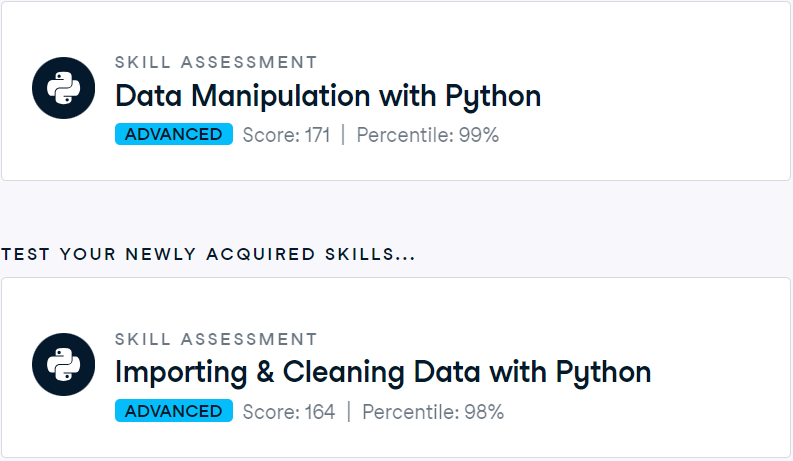 SKILL ASSESSMENT
Data Manipulation with Python
ADVANCED Score: 171 | Percentile: 99%
TEST YOUR NEWLY ACQUIRED SKILLS...
SKILL ASSESSMENT
Importing & Cleaning Data with Python
ADVANCED Score: 164 | Percentile: 98%